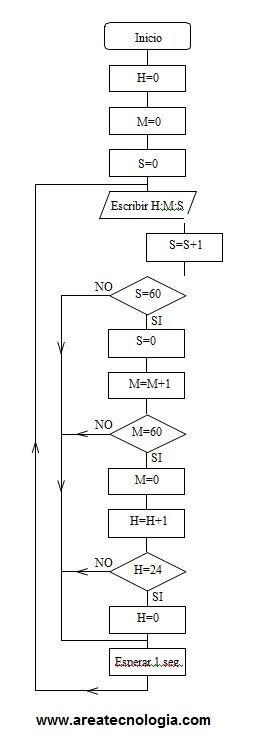 Inicio
H=0
M=0
S=0
Escribir H:M:S
S=S+1
NO
S=60
SI
S=0
M=M+1
NO
M=60
SI
M=0
H=H+1
NO
H=24
SI
H=0
Esperar 1 seg.
www.areatecnologia.com